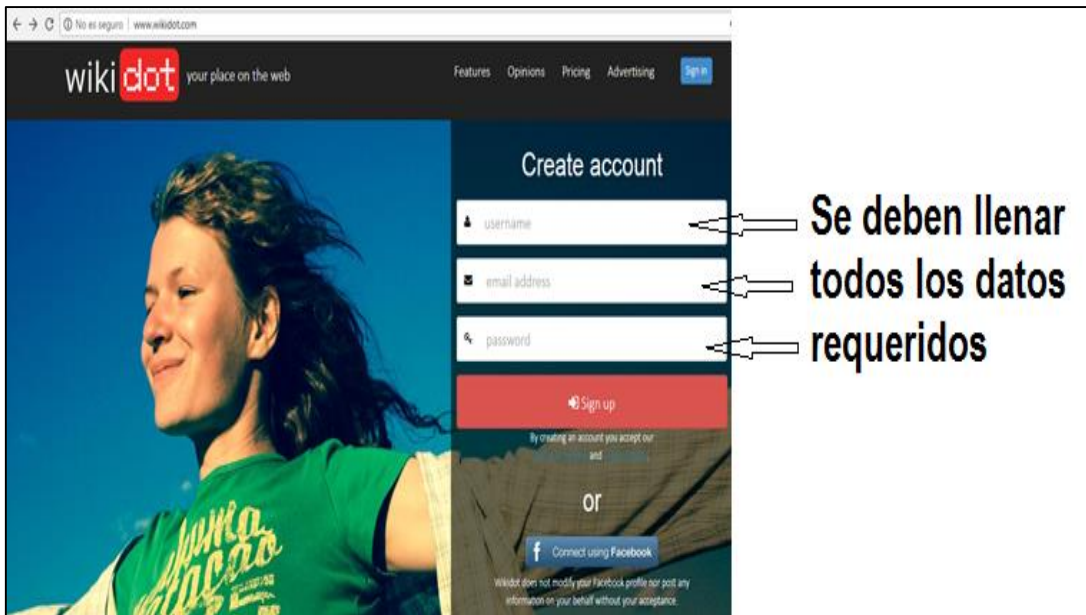 No es seguro | www.wikidot.com
wiki dot your place on the web
Features Opinions Pricing Advertising Sign in
Create account
username
email address
password
Sign up
By creating an account you accept our
and
or
f Connect using Facebook
Wikidot does not modify your Facebook profile nor post any
information on your behalf without your acceptance.
Se deben llenar
todos los datos
requeridos